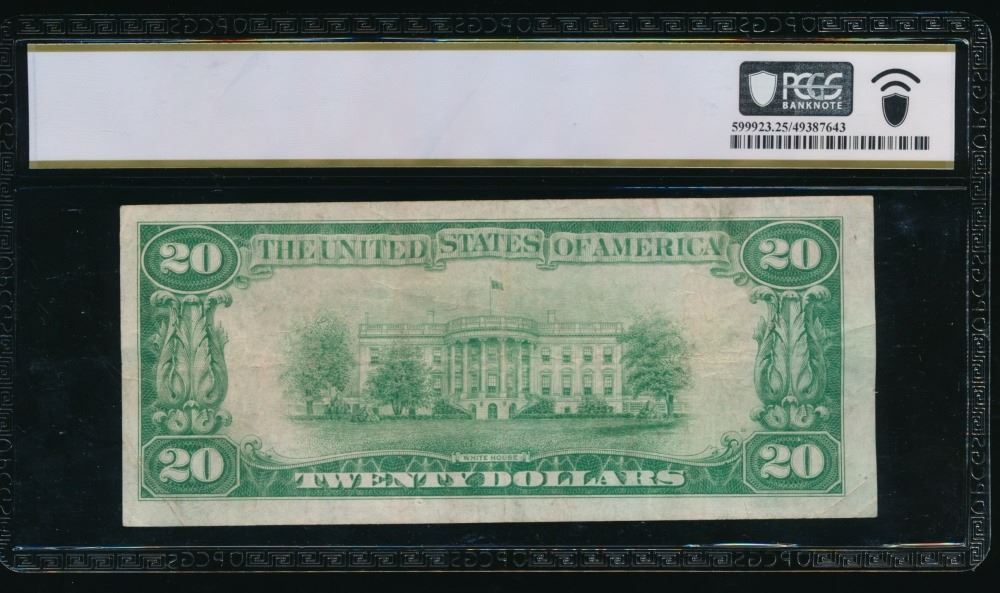 PCGS
BANKNOTE
599923.25/49387643
20 THE UNITED STATES OF AMERICA 20
WHITE HOUSE
20 TWENTY DOLLARS 20